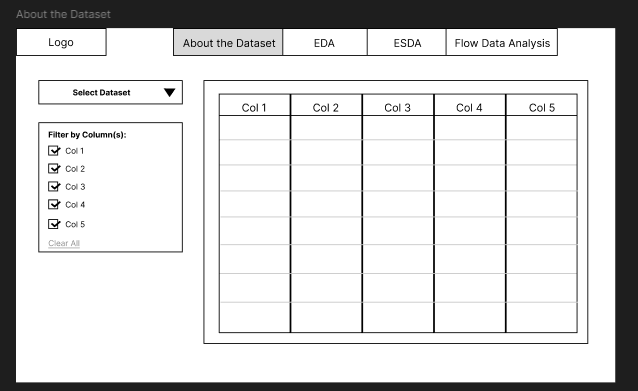 About the Dataset
Logo
About the Dataset
EDA
ESDA
Flow Data Analysis
Select Dataset
Filter by Column(s):
Col 1
Col 2
Col 3
Col 4
Col 5
Clear All
Col 1
Col 2
Col 3
Col 4
Col 5